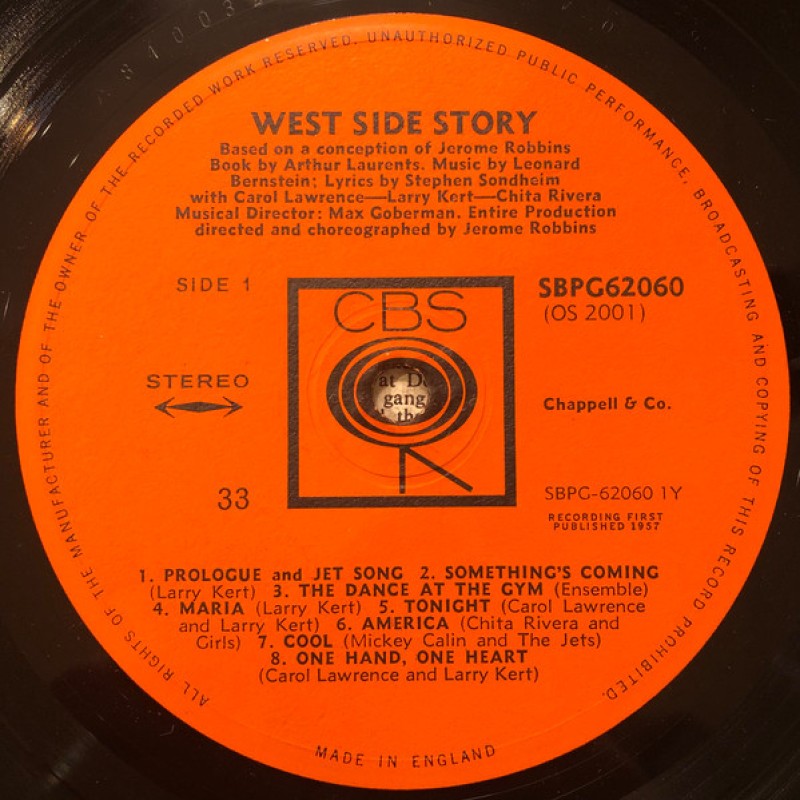 ALL RIGHTS OF THE MANUFACTURER AND OF THE OWNER OF THE RECORDED WORK RESERVED. UNAUTHORIZED PUBLIC PERFORMANCE, BROADCASTING AND COPYING OF THIS RECORD PROHIBITED.
WEST SIDE STORY
Based on a conception of Jerome Robbins
Book by Arthur Laurents. Music by Leonard
Bernstein; Lyrics by Stephen Sondheim
with Carol Lawrence—Larry Kert—Chita Rivera
Musical Director: Max Goberman. Entire Production
directed and choreographed by Jerome Robbins
SIDE 1
CBS
SBPG62060
(OS 2001)
STEREO
at
gang
Chappell & Co.
33
SBPG-62060 1Y
RECORDING FIRST
PUBLISHED 1957
1. PROLOGUE and JET SONG 2. SOMETHING'S COMING
(Larry Kert) 3. THE DANCE AT THE GYM (Ensemble)
4. MARIA (Larry Kert) 5. TONIGHT (Carol Lawrence
and Larry Kert) 6. AMERICA (Chita Rivera and
Girls) 7. COOL (Mickey Calin and The Jets)
8. ONE HAND, ONE HEART
(Carol Lawrence and Larry Kert)
MADE IN ENGLAND